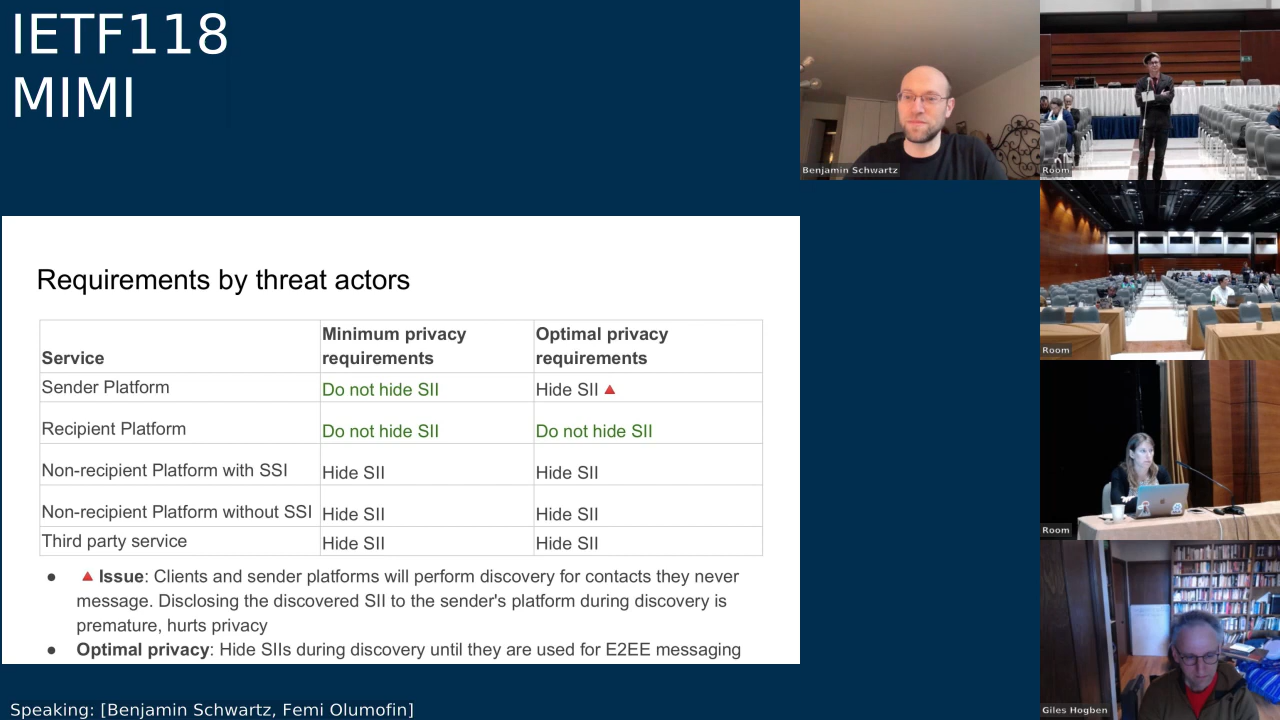 IETF118
MIMI
Benjamin Schwartz
Room
Room
Room
Giles Hogben
Requirements by threat actors
Service
Minimum privacy requirements
Optimal privacy requirements
Sender Platform
Do not hide SII
Hide SII 🔺
Recipient Platform
Do not hide SII
Do not hide SII
Non-recipient Platform with SSI
Hide SII
Hide SII
Non-recipient Platform without SSI
Hide SII
Hide SII
Third party service
Hide SII
Hide SII
● 🔺 Issue: Clients and sender platforms will perform discovery for contacts they never
message. Disclosing the discovered SII to the sender's platform during discovery is
premature, hurts privacy
● Optimal privacy: Hide SIIs during discovery until they are used for E2EE messaging
Speaking: [Benjamin Schwartz, Femi Olumofin]